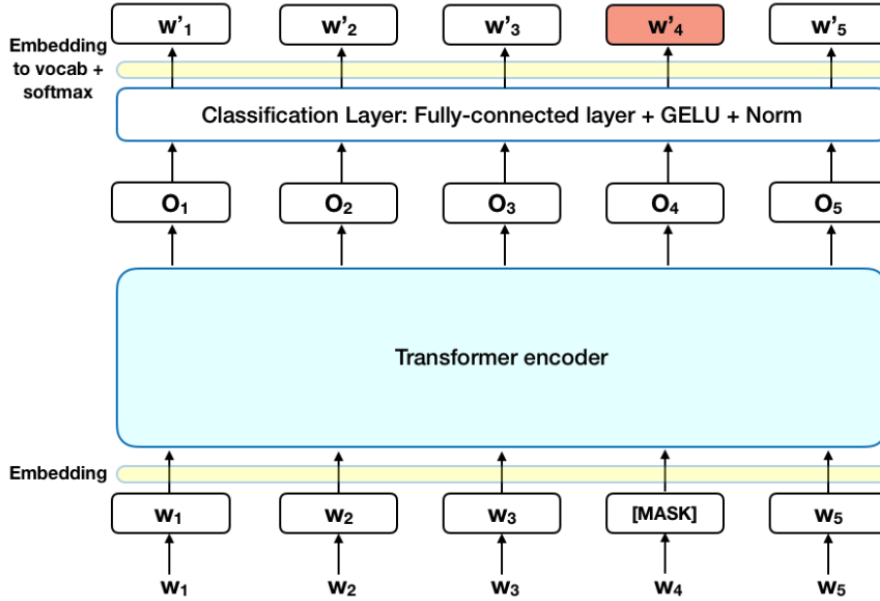 w'₁ w'₂ w'₃ w'₄ w'₅
Embedding
to vocab +
softmax
Classification Layer: Fully-connected layer + GELU + Norm
O₁ O₂ O₃ O₄ O₅
Transformer encoder
Embedding
w₁ w₂ w₃ [MASK] w₅
w₁ w₂ w₃ w₄ w₅